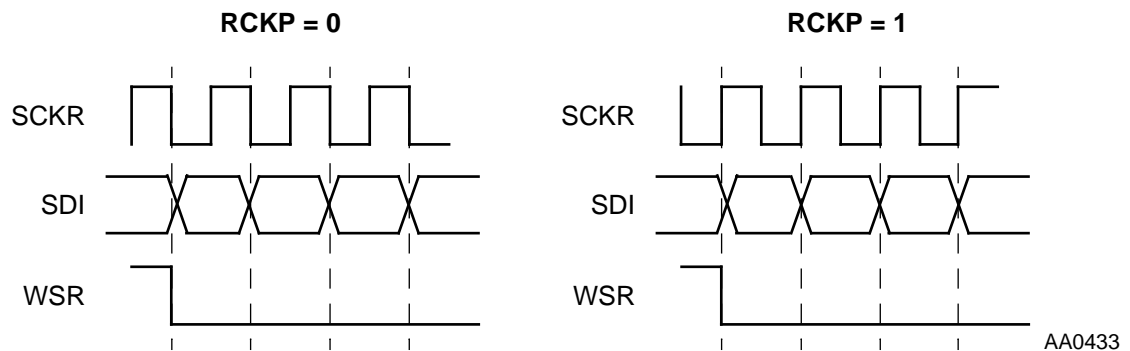 RCKP = 0
SCKR
SDI
WSR
RCKP = 1
SCKR
SDI
WSR
AA0433